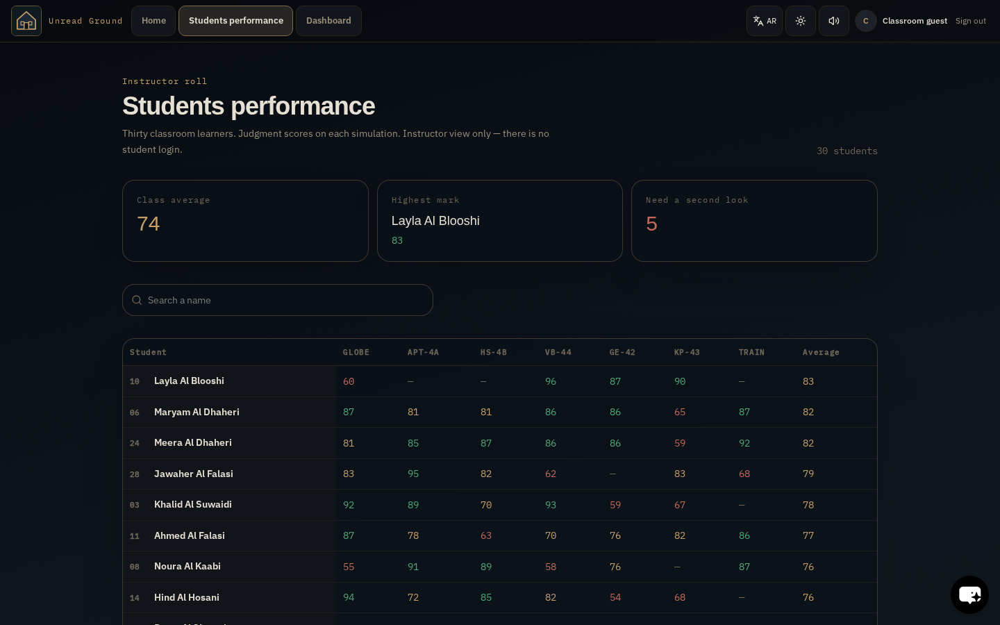 Unread Ground
Home
Students performance
Dashboard
AR
C
Classroom guest
Sign out
Instructor roll
Students performance
Thirty classroom learners. Judgment scores on each simulation. Instructor view only — there is no
student login.
30 students
Class average
74
Highest mark
Layla Al Blooshi
83
Need a second look
5
Search a name
Student GLOBE APT-4A HS-4B VB-44 GE-42 KP-43 TRAIN Average
10 Layla Al Blooshi 60 — — 96 87 90 — 83
06 Maryam Al Dhaheri 87 81 81 86 86 65 87 82
24 Meera Al Dhaheri 81 85 87 86 86 59 92 82
28 Jawaher Al Falasi 83 95 82 62 — 83 68 79
03 Khalid Al Suwaidi 92 89 70 93 59 67 — 78
11 Ahmed Al Falasi 87 78 63 70 76 82 86 77
08 Noura Al Kaabi 55 91 89 58 76 — 87 76
14 Hind Al Hosani 94 72 85 82 54 68 — 76